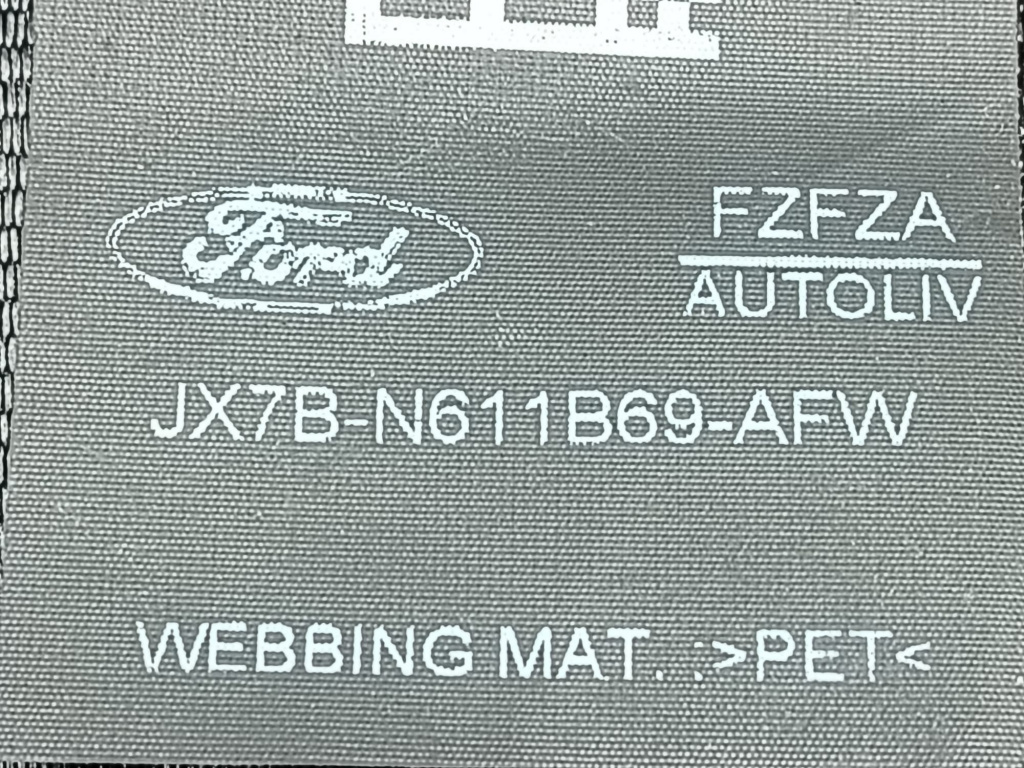 Ford
FZFZA
AUTOLIV
JX7B-N611B69-AFW
WEBBING MAT. :>PET<